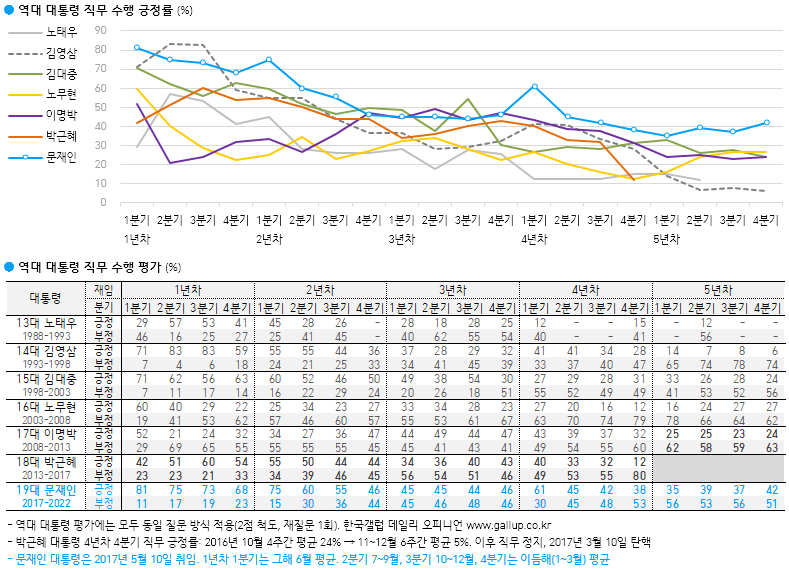 역대 대통령 직무 수행 긍정률 (%)
노태우
김영삼
김대중
노무현
이명박
박근혜
문재인
90
80
70
60
50
40
30
20
10
0
1분기 2분기 3분기 4분기 1분기 2분기 3분기 4분기 1분기 2분기 3분기 4분기 1분기 2분기 3분기 4분기 1분기 2분기 3분기 4분기
1년차 2년차 3년차 4년차 5년차
역대 대통령 직무 수행 평가 (%)
대통령 재임 1년차 2년차 3년차 4년차 5년차
분기 1분기 2분기 3분기 4분기 1분기 2분기 3분기 4분기 1분기 2분기 3분기 4분기 1분기 2분기 3분기 4분기 1분기 2분기 3분기 4분기
13대 노태우 긍정 29 57 53 41 45 28 26 - 28 18 28 25 12 - - 15 - 12 - -
1988-1993 부정 46 16 25 27 25 41 45 - 40 62 55 54 40 - - 41 - 56 - -
14대 김영삼 긍정 71 83 83 59 55 55 44 36 37 28 29 32 41 41 34 28 14 7 8 6
1993-1998 부정 7 4 6 18 24 21 25 33 34 41 45 39 33 37 40 47 65 74 78 74
15대 김대중 긍정 71 62 56 63 60 52 46 50 49 38 54 30 27 29 28 31 33 26 28 24
1998-2003 부정 7 11 17 14 16 22 29 24 20 26 18 51 55 52 49 49 41 53 52 56
16대 노무현 긍정 60 40 29 22 25 34 23 27 33 34 28 23 27 20 16 12 16 24 27 27
2003-2008 부정 19 41 53 62 57 46 60 57 55 53 61 67 63 70 74 79 78 66 64 62
17대 이명박 긍정 52 21 24 32 34 27 36 47 44 49 44 47 43 39 37 32 25 25 23 24
2008-2013 부정 29 69 65 55 55 55 55 45 45 41 43 41 49 54 55 60 62 58 59 63
18대 박근혜 긍정 42 51 60 54 55 50 44 44 34 36 40 43 40 33 32 12
2013-2017 부정 23 23 21 33 34 39 46 45 56 54 51 46 49 53 55 80
19대 문재인 긍정 81 75 73 68 75 60 55 46 45 45 44 46 61 45 42 38 35 39 37 42
2017-2022 부정 11 17 19 23 15 30 36 44 45 46 48 46 30 45 48 53 56 53 56 51
- 역대 대통령 평가에는 모두 동일 질문 방식 적용(2점 척도, 재질문 1회). 한국갤럽 데일리 오피니언 www.gallup.co.kr
- 박근혜 대통령 4년차 4분기 직무 긍정률: 2016년 10월 4주간 평균 24% → 11~12월 6주간 평균 5%. 이후 직무 정지, 2017년 3월 10일 탄핵
- 문재인 대통령은 2017년 5월 10일 취임. 1년차 1분기는 그해 6월 평균. 2분기 7~9월, 3분기 10~12월, 4분기는 이듬해(1~3월) 평균